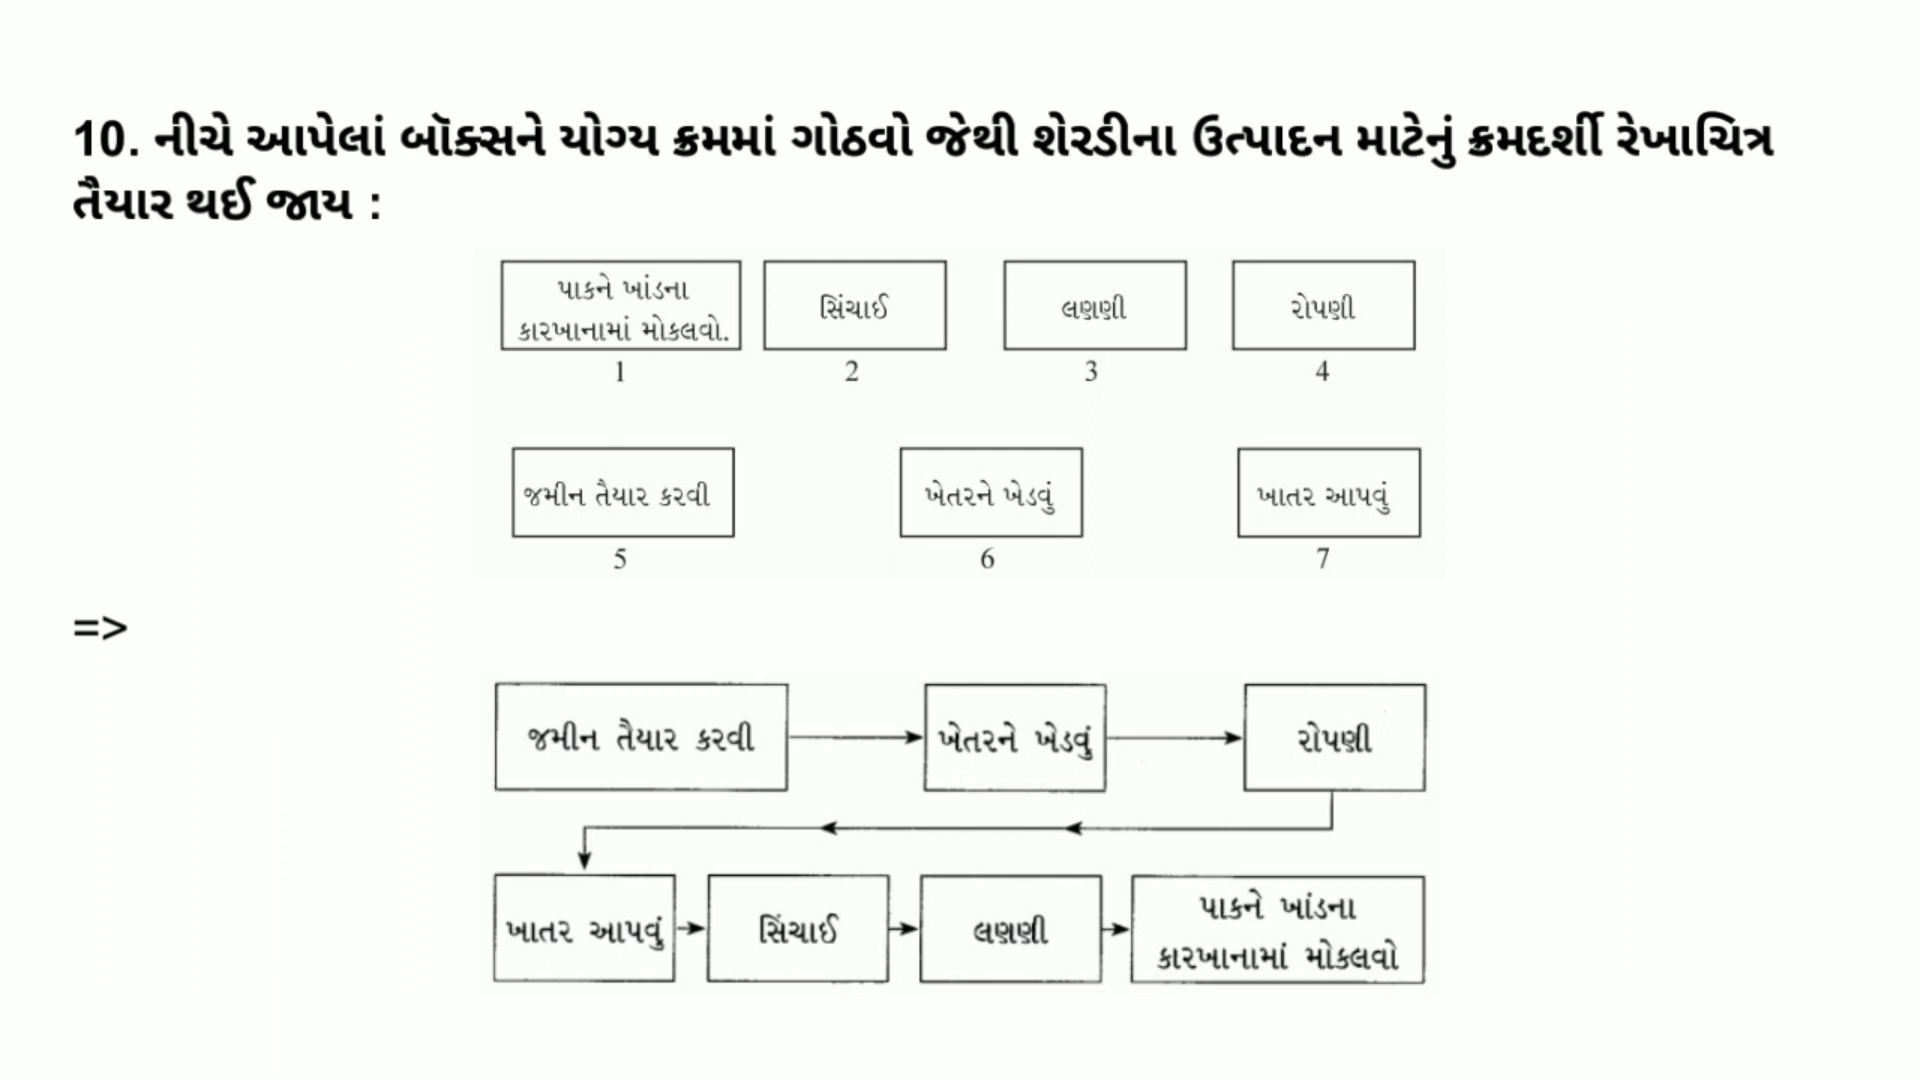 10. નીચે આપેલાં બૉક્સને યોગ્ય ક્રમમાં ગોઠવો જેથી શેરડીના ઉત્પાદન માટેનું ક્રમદર્શી રેખાચિત્ર
તૈયાર થઈ જાય :
પાકને ખાંડના
કારખાનામાં મોકલવો.
1
સિંચાઈ
2
લણણી
3
રોપણી
4
જમીન તૈયાર કરવી
5
ખેતરને ખેડવું
6
ખાતર આપવું
7
=>
જમીન તૈયાર કરવી
ખેતરને ખેડવું
રોપણી
ખાતર આપવું
સિંચાઈ
લણણી
પાકને ખાંડના
કારખાનામાં મોકલવો